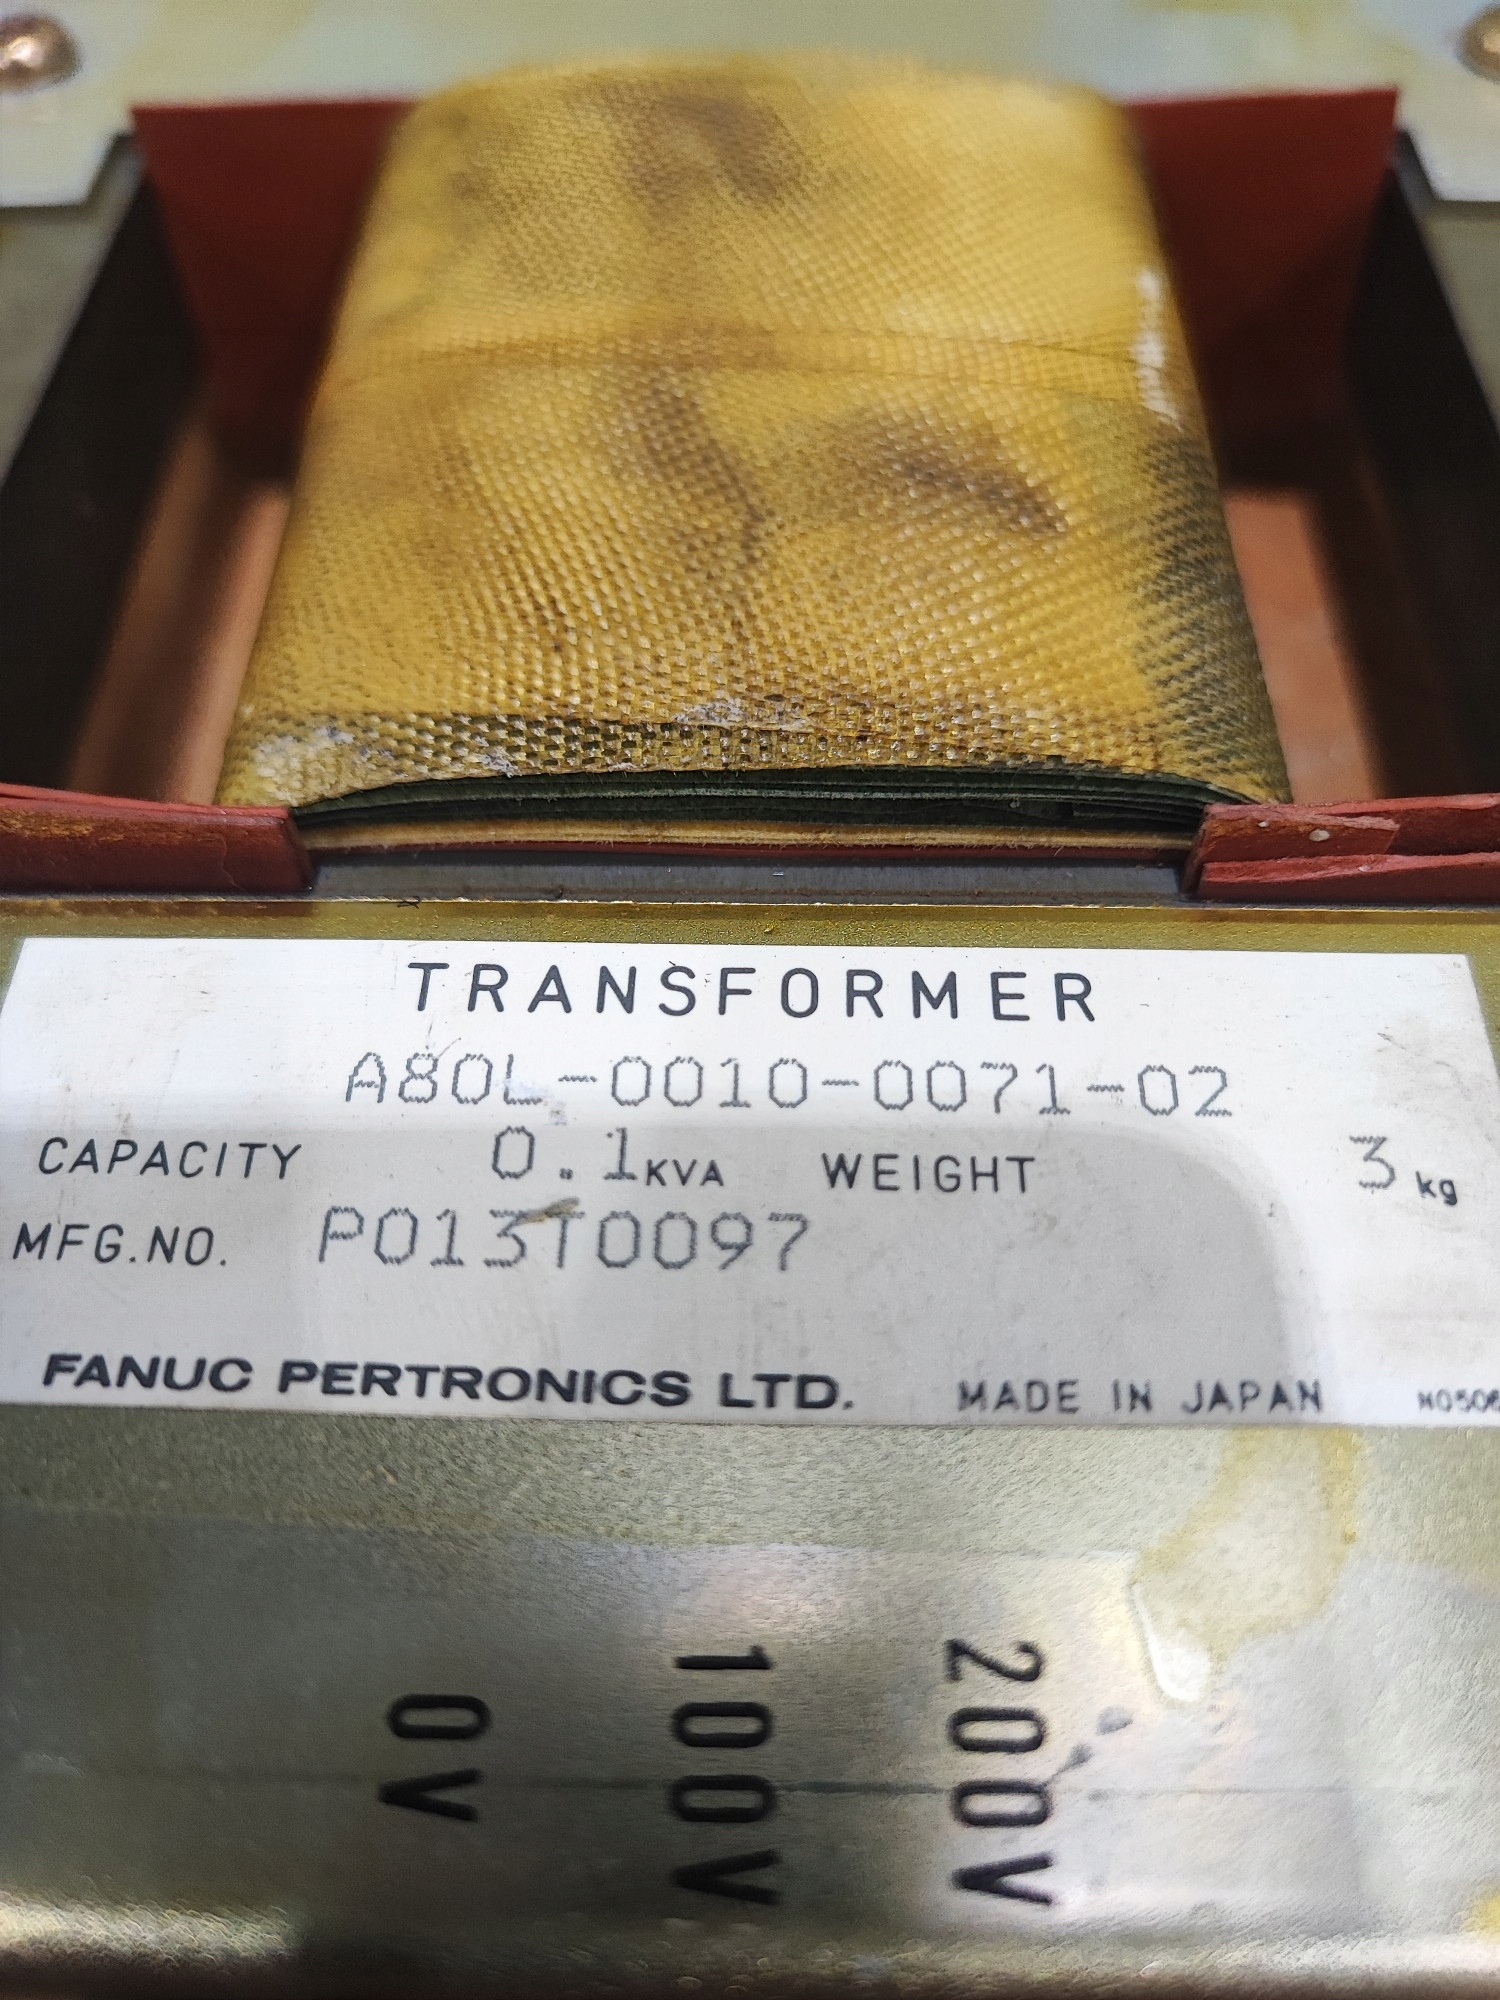 TRANSFORMER
A80L-0010-0071-02
CAPACITY 0.1KVA WEIGHT 3kg
MFG.NO. P013T0097
FANUC PERTRONICS LTD. MADE IN JAPAN
0V 100V 200V